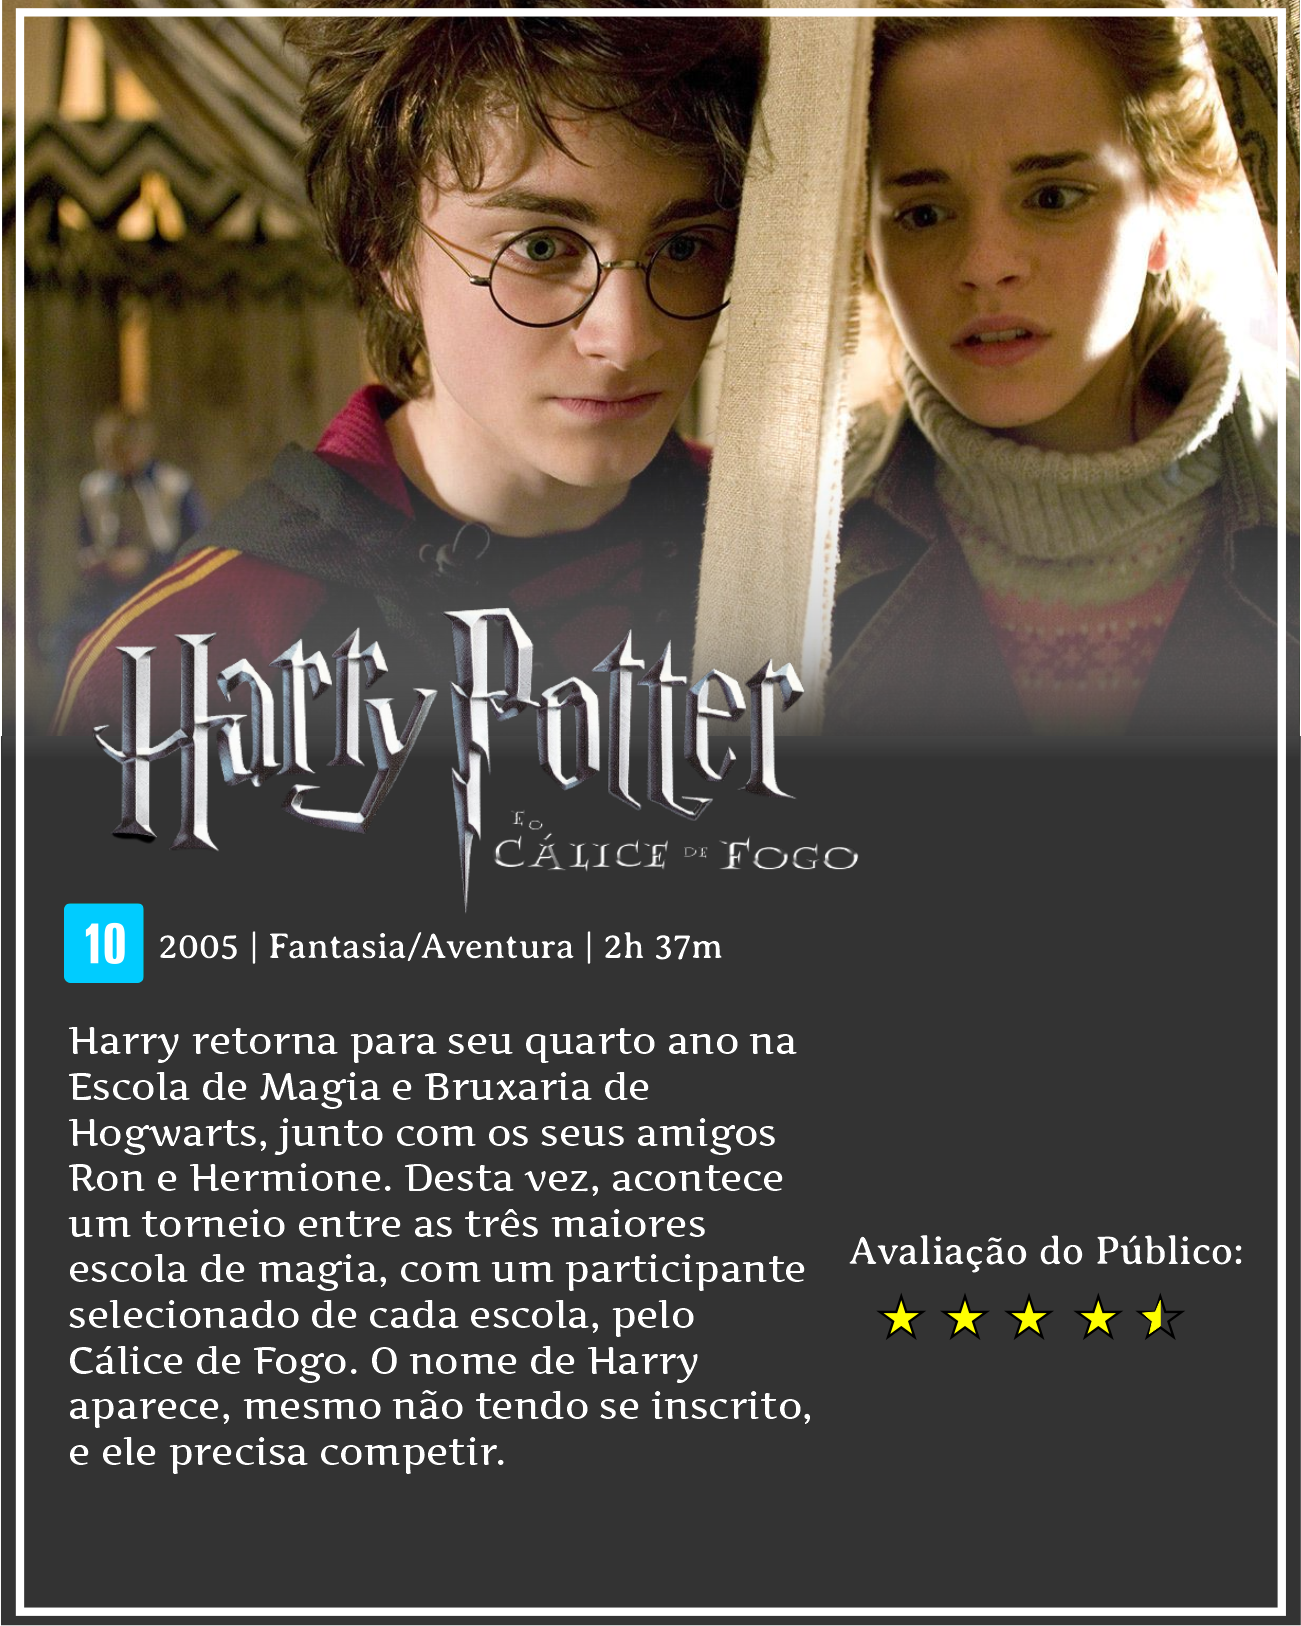 Harry Potter
E O
CÁLICE DE FOGO
10
2005 | Fantasia/Aventura | 2h 37m
Harry retorna para seu quarto ano na
Escola de Magia e Bruxaria de
Hogwarts, junto com os seus amigos
Ron e Hermione. Desta vez, acontece
um torneio entre as três maiores
escola de magia, com um participante
selecionado de cada escola, pelo
Cálice de Fogo. O nome de Harry
aparece, mesmo não tendo se inscrito,
e ele precisa competir.
Avaliação do Público: